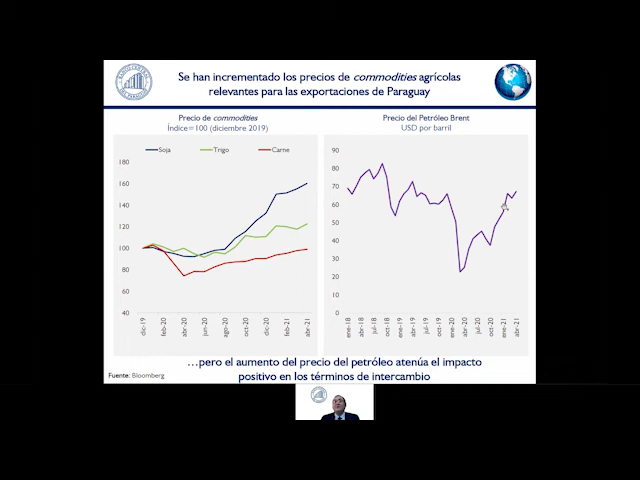 BANCO CENTRAL
DEL PARAGUAY
Se han incrementado los precios de commodities agrícolas
relevantes para las exportaciones de Paraguay
Precio de commodities
Índice=100 (diciembre 2019)
Soja Trigo Carne
180
160
140
120
100
80
60
40
dic-19 feb-20 abr-20 jun-20 ago-20 oct-20 dic-20 feb-21 abr-21
Precio del Petróleo Brent
USD por barril
90
80
70
60
50
40
30
20
10
0
ene-18 abr-18 jul-18 oct-18 ene-19 abr-19 jul-19 oct-19 ene-20 abr-20 jul-20 oct-20 ene-21 abr-21
...pero el aumento del precio del petróleo atenúa el impacto
positivo en los términos de intercambio
Fuente: Bloomberg